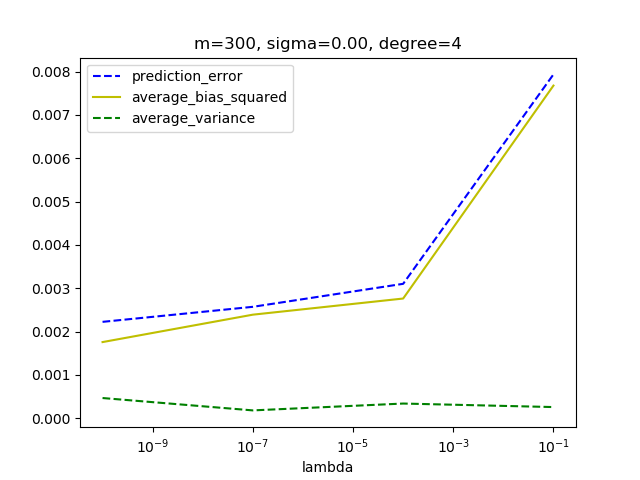 m=300, sigma=0.00, degree=4
prediction_error
average_bias_squared
average_variance
0.008
0.007
0.006
0.005
0.004
0.003
0.002
0.001
0.000
10⁻⁹ 10⁻⁷ 10⁻⁵ 10⁻³ 10⁻¹
lambda